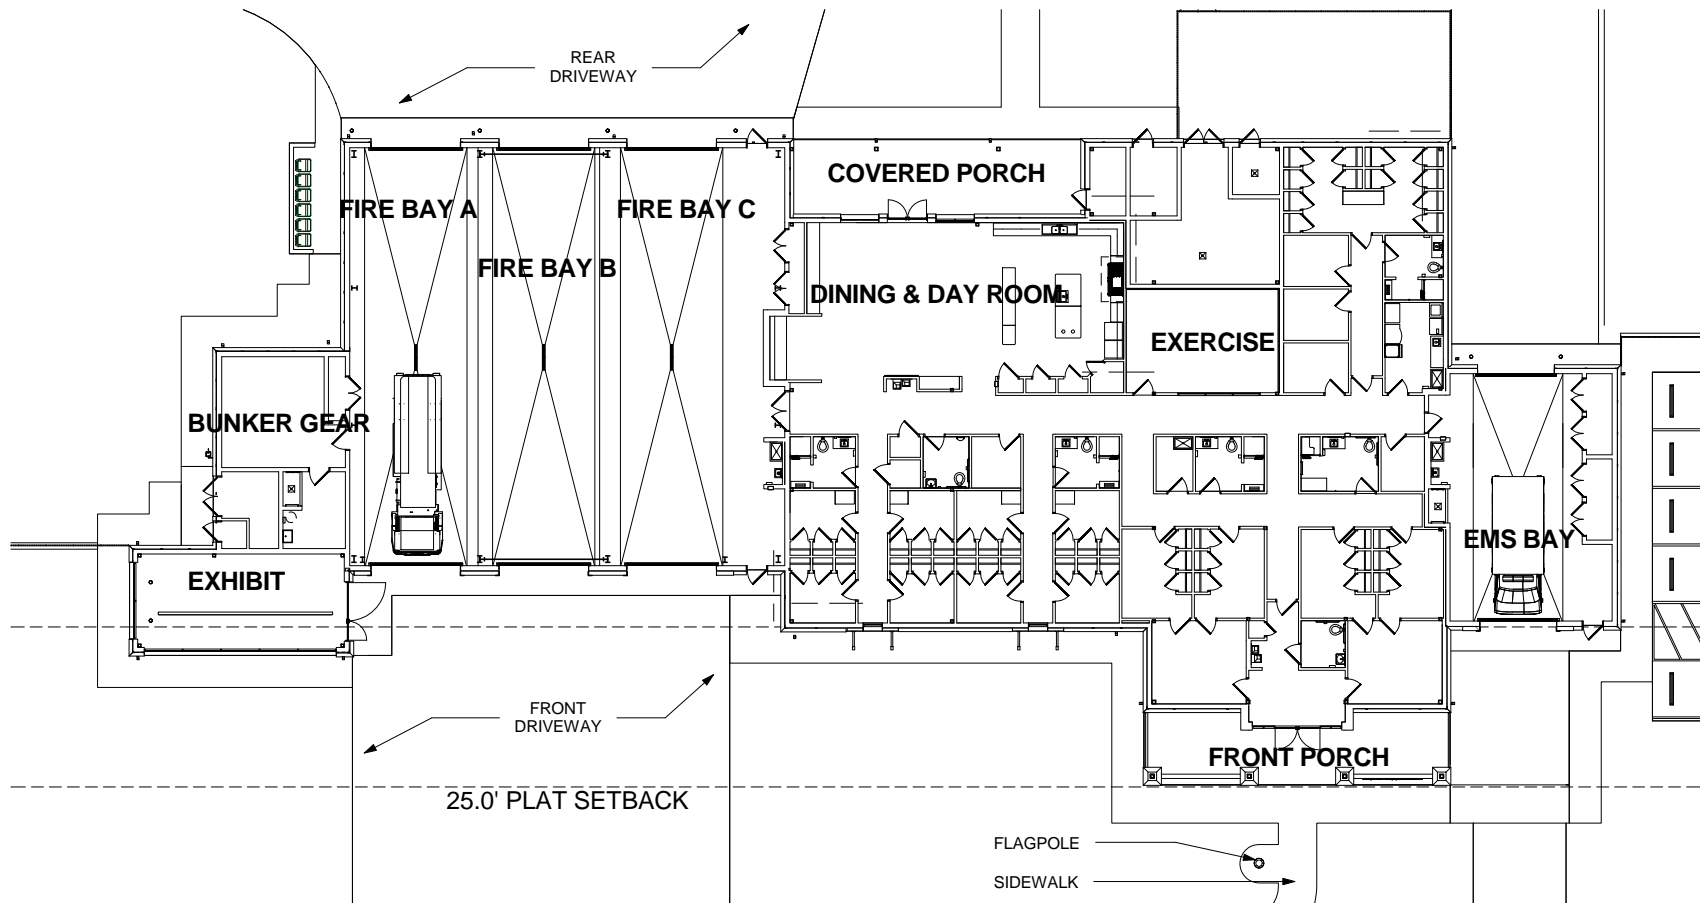 REAR
DRIVEWAY
COVERED PORCH
FIRE BAY A
FIRE BAY C
FIRE BAY B
DINING & DAY ROOM
EXERCISE
BUNKER GEAR
EMS BAY
EXHIBIT
FRONT
DRIVEWAY
FRONT PORCH
25.0' PLAT SETBACK
FLAGPOLE
SIDEWALK